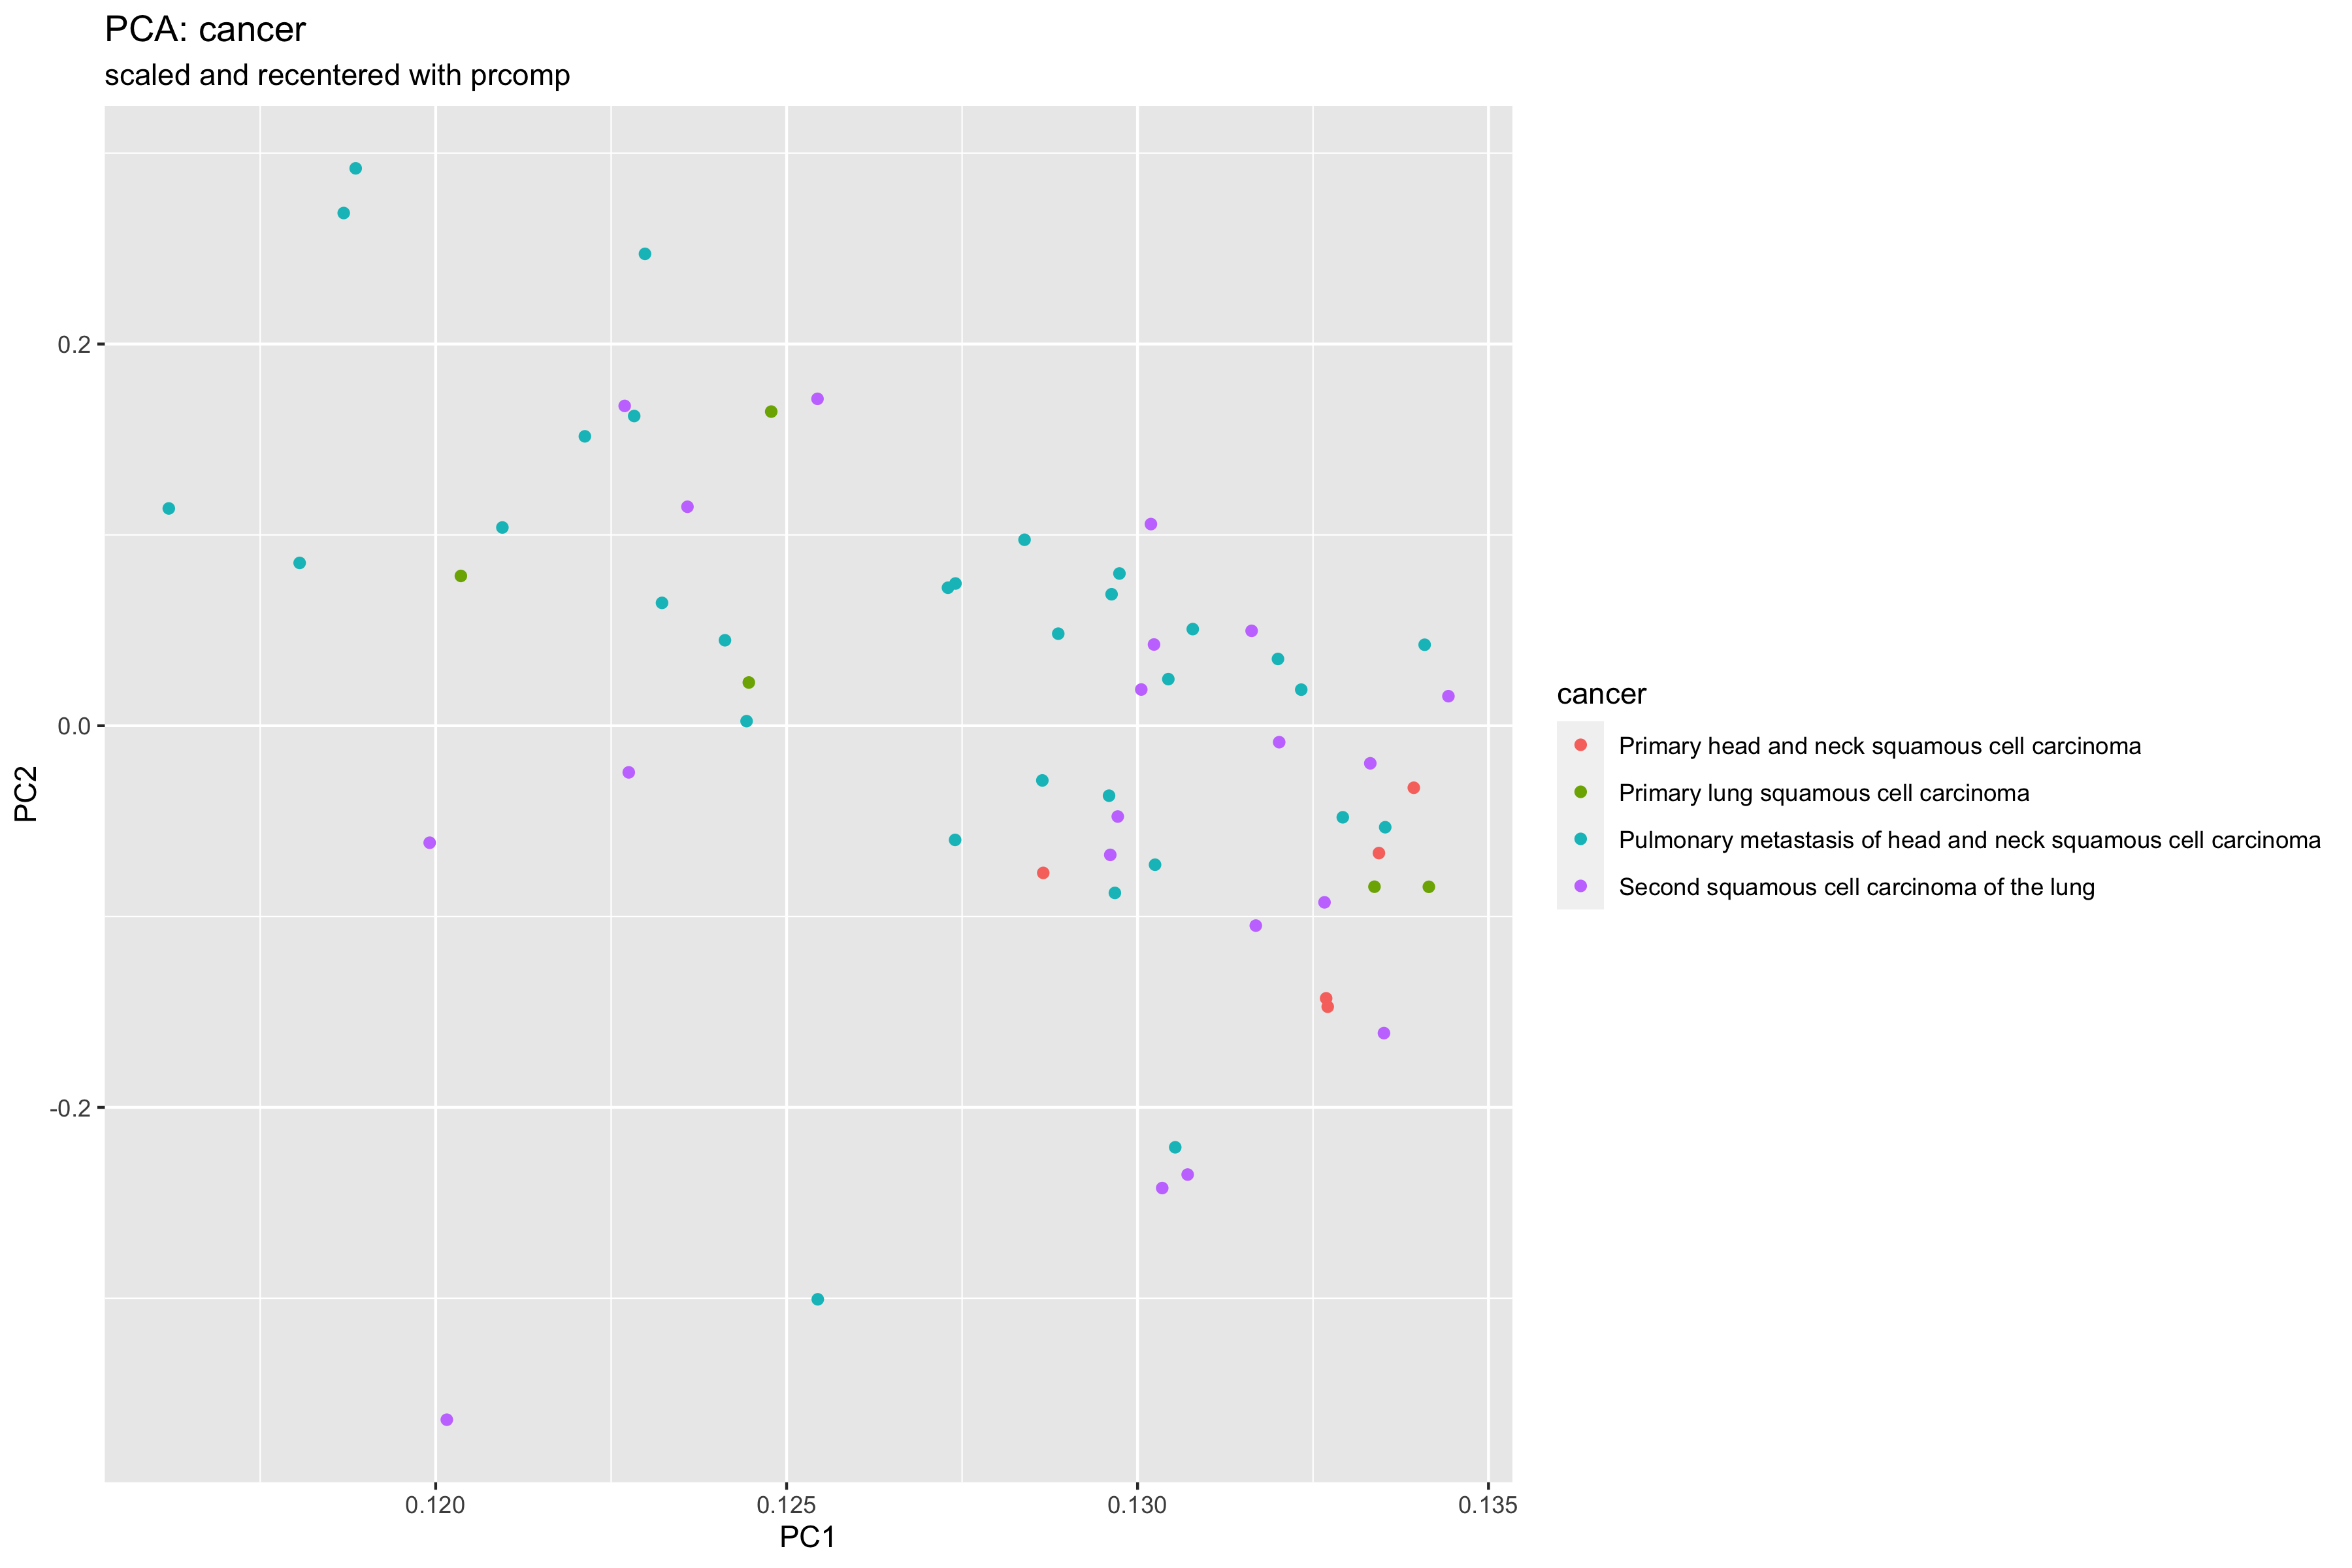 PCA: cancer
scaled and recentered with prcomp
0.2
0.0
-0.2
PC2
0.120
0.125
0.130
0.135
PC1
cancer
Primary head and neck squamous cell carcinoma
Primary lung squamous cell carcinoma
Pulmonary metastasis of head and neck squamous cell carcinoma
Second squamous cell carcinoma of the lung